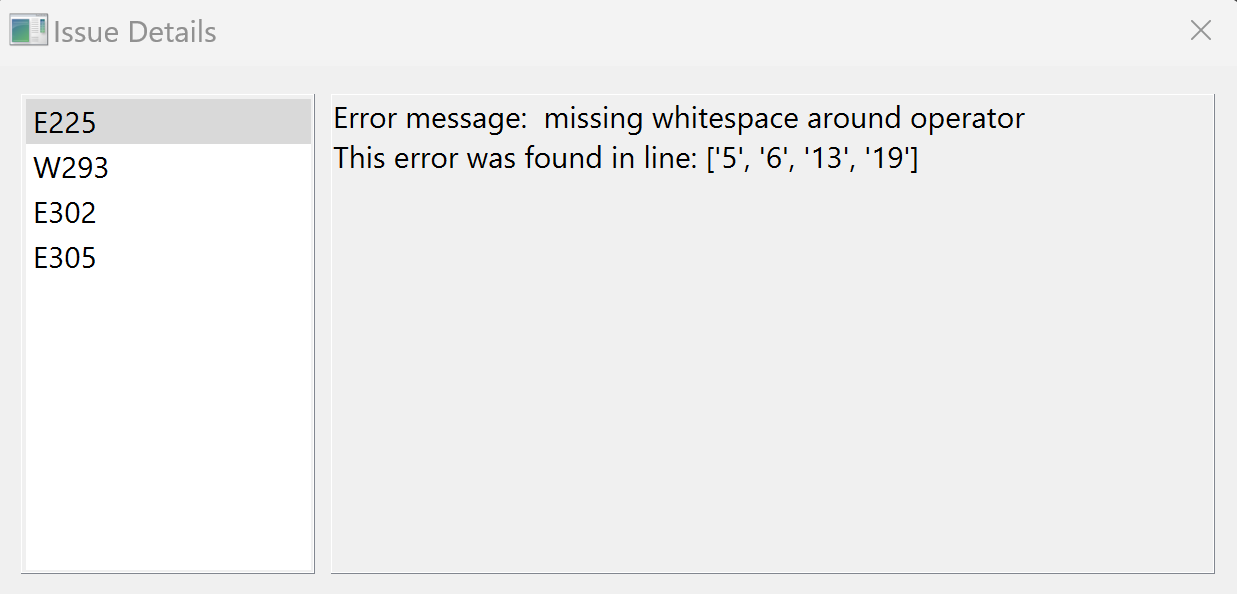 Issue Details
E225
W293
E302
E305
Error message:  missing whitespace around operator
This error was found in line: ['5', '6', '13', '19']